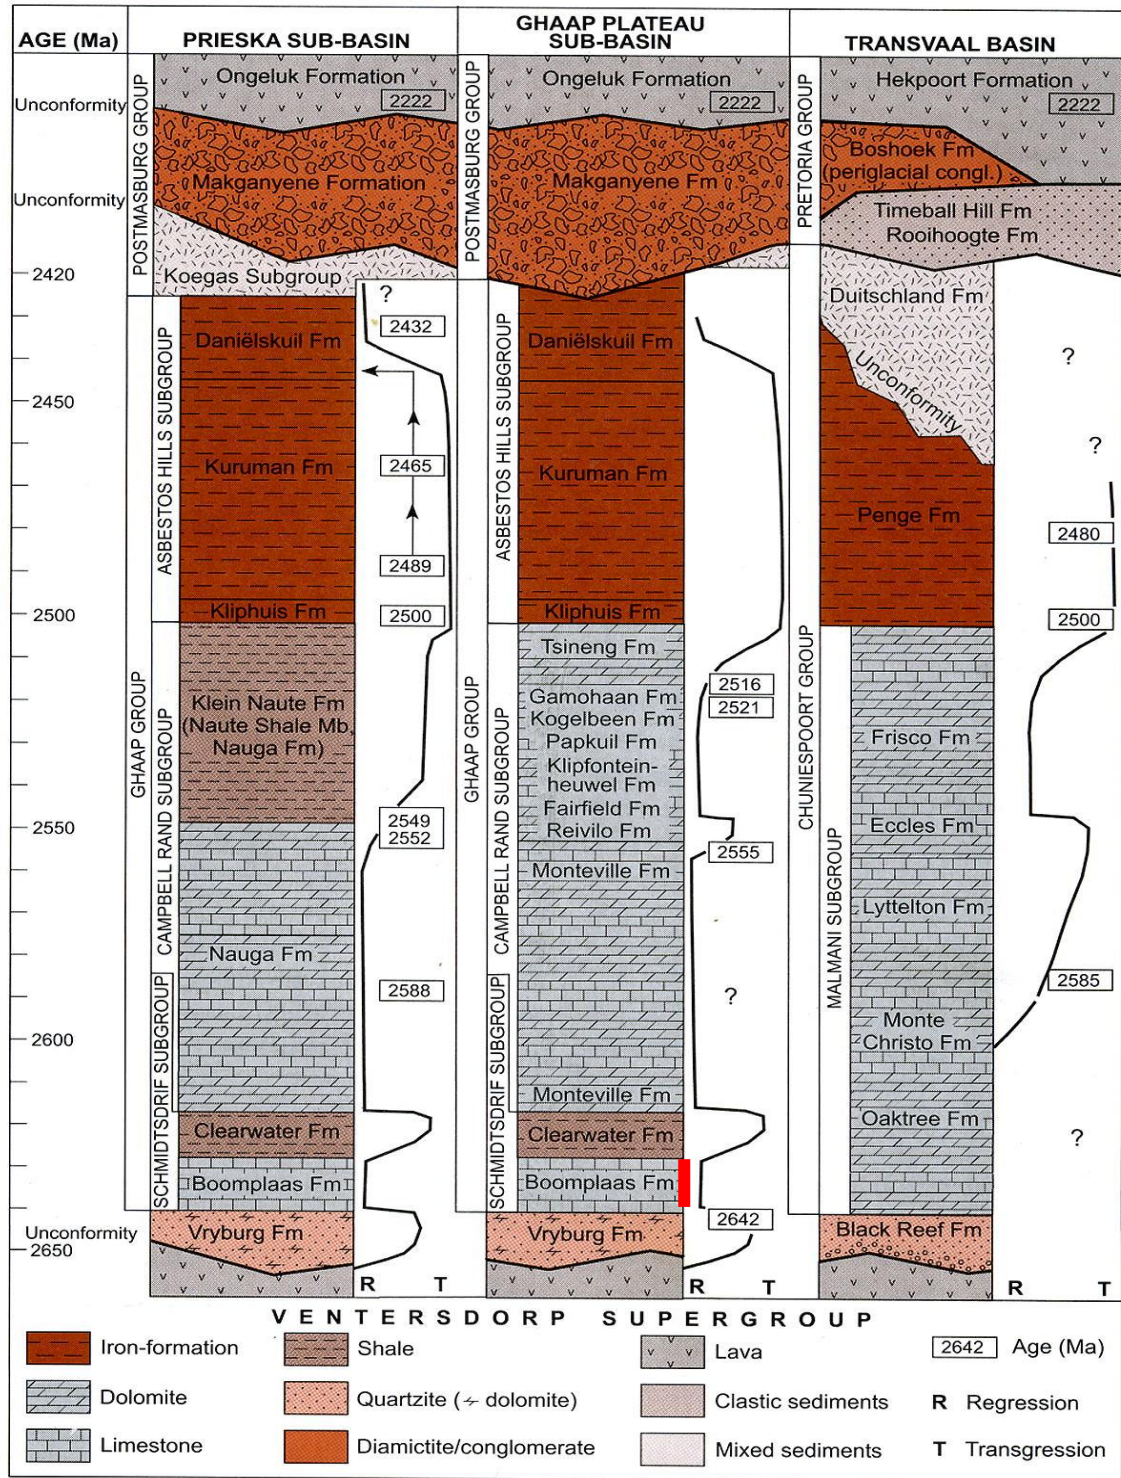 AGE (Ma)
PRIESKA SUB-BASIN
GHAAP PLATEAU
SUB-BASIN
TRANSVAAL BASIN
Unconformity
Unconformity
2420
2450
2500
2550
2600
Unconformity
2650
POSTMASBURG GROUP
GHAAP GROUP
ASBESTOS HILLS SUBGROUP
CAMPBELL RAND SUBGROUP
SCHMIDTSDRIF SUBGROUP
Ongeluk Formation
2222
Makganyene Formation
Koegas Subgroup
Daniëlskuil Fm
Kuruman Fm
Kliphuis Fm
Klein Naute Fm
(Naute Shale Mb,
Nauga Fm)
Nauga Fm
Clearwater Fm
Boomplaas Fm
Vryburg Fm
?
2432
2465
2489
2500
2549
2552
2588
R T
POSTMASBURG GROUP
GHAAP GROUP
ASBESTOS HILLS SUBGROUP
CAMPBELL RAND SUBGROUP
SCHMIDTSDRIF SUBGROUP
Ongeluk Formation
2222
Makganyene Fm
Daniëlskuil Fm
Kuruman Fm
Kliphuis Fm
Tsineng Fm
Gamohaan Fm
Kogelbeen Fm
Papkuil Fm
Klipfontein-
heuwel Fm
Fairfield Fm
Reivilo Fm
Monteville Fm
Monteville Fm
Clearwater Fm
Boomplaas Fm
Vryburg Fm
2516
2521
2555
?
2642
R T
PRETORIA GROUP
CHUNIESPOORT GROUP
MALMANI SUBGROUP
Hekpoort Formation
2222
Boshoek Fm
(periglacial congl.)
Timeball Hill Fm
Rooihoogte Fm
Duitschland Fm
Unconformity
Penge Fm
Frisco Fm
Eccles Fm
Lyttelton Fm
Monte
Christo Fm
Oaktree Fm
Black Reef Fm
?
?
2480
2500
2585
?
R T
VENTERSDORP SUPERGROUP
Iron-formation
Shale
Lava
2642 Age (Ma)
Dolomite
Quartzite (⥗ dolomite)
Clastic sediments
R Regression
Limestone
Diamictite/conglomerate
Mixed sediments
T Transgression